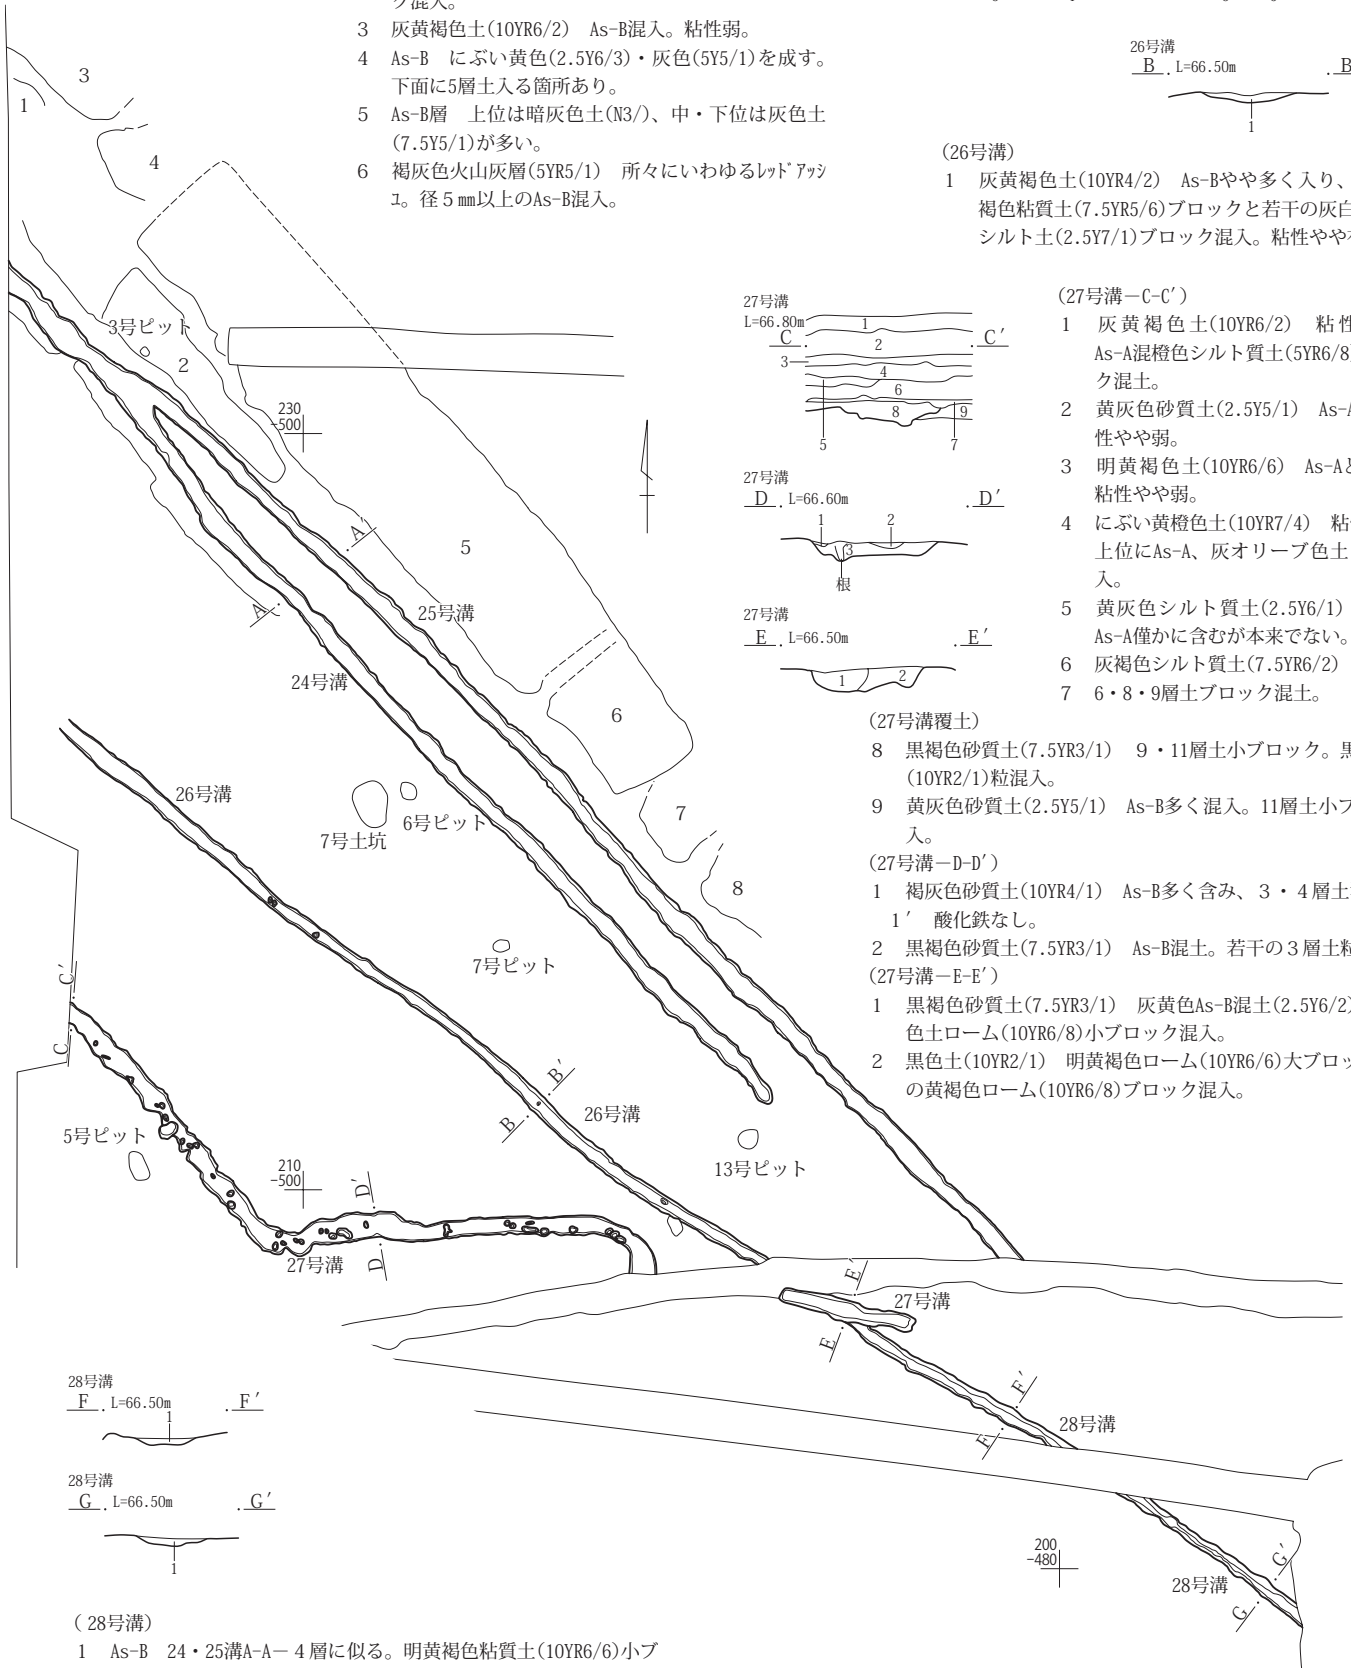 ク混入。
3　灰黄褐色土(10YR6/2)　As-B混入。粘性弱。
4　As-B　にぶい黄色(2.5Y6/3)・灰色(5Y5/1)を成す。
下面に5層土入る箇所あり。
5　As-B層　上位は暗灰色土(N3/)、中・下位は灰色土
(7.5Y5/1)が多い。
6　褐灰色火山灰層(5YR5/1)　所々にいわゆるﾚｯﾄﾞｱｯｼ
ｭ。径５㎜以上のAs-B混入。
26号溝
B . L=66.50m . B
1
（26号溝）
1　灰黄褐色土(10YR4/2)　As-Bやや多く入り、
褐色粘質土(7.5YR5/6)ブロックと若干の灰白
シルト土(2.5Y7/1)ブロック混入。粘性やや
27号溝
L=66.80m
C . . C′
1
2
3
4
6
8
9
5
7
27号溝
D . L=66.60m . D′
1
2
3
根
27号溝
E . L=66.50m . E′
1
2
（27号溝－C-C′）
1　灰黄褐色土(10YR6/2)　粘性
As-A混橙色シルト質土(5YR6/8)
ク混土。
2　黄灰色砂質土(2.5Y5/1)　As-A
性やや弱。
3　明黄褐色土(10YR6/6)　As-Aと
粘性やや弱。
4　にぶい黄橙色土(10YR7/4)　粘
上位にAs-A、灰オリーブ色土
入。
5　黄灰色シルト質土(2.5Y6/1)
As-A僅かに含むが本来でない。
6　灰褐色シルト質土(7.5YR6/2)
7　6・8・9層土ブロック混土。
（27号溝覆土）
8　黒褐色砂質土(7.5YR3/1)　９・11層土小ブロック。黒
(10YR2/1)粒混入。
9　黄灰色砂質土(2.5Y5/1)　As-B多く混入。11層土小ブ
入。
（27号溝－D-D′）
1　褐灰色砂質土(10YR4/1)　As-B多く含み、３・４層土
1′　酸化鉄なし。
2　黒褐色砂質土(7.5YR3/1)　As-B混土。若干の３層土粒
（27号溝－E-E′）
1　黒褐色砂質土(7.5YR3/1)　灰黄色As-B混土(2.5Y6/2)
色土ローム(10YR6/8)小ブロック混入。
2　黒色土(10YR2/1)　明黄褐色ローム(10YR6/6)大ブロッ
の黄褐色ローム(10YR6/8)ブロック混入。
3
1
4
3号ピット
2
230
-500
A′
5
A
25号溝
24号溝
6
26号溝
7号土坑
6号ピット
7
8
7号ピット
C′
C
B′
B
26号溝
5号ピット
13号ピット
210
-500
D′
D
27号溝
E′
27号溝
E
F′
F
28号溝
28号溝
F . L=66.50m . F′
1
28号溝
G . L=66.50m . G′
1
200
-480
G′
28号溝
G
（28号溝）
1　As-B　24・25溝A-A－４層に似る。明黄褐色粘質土(10YR6/6)小ブ